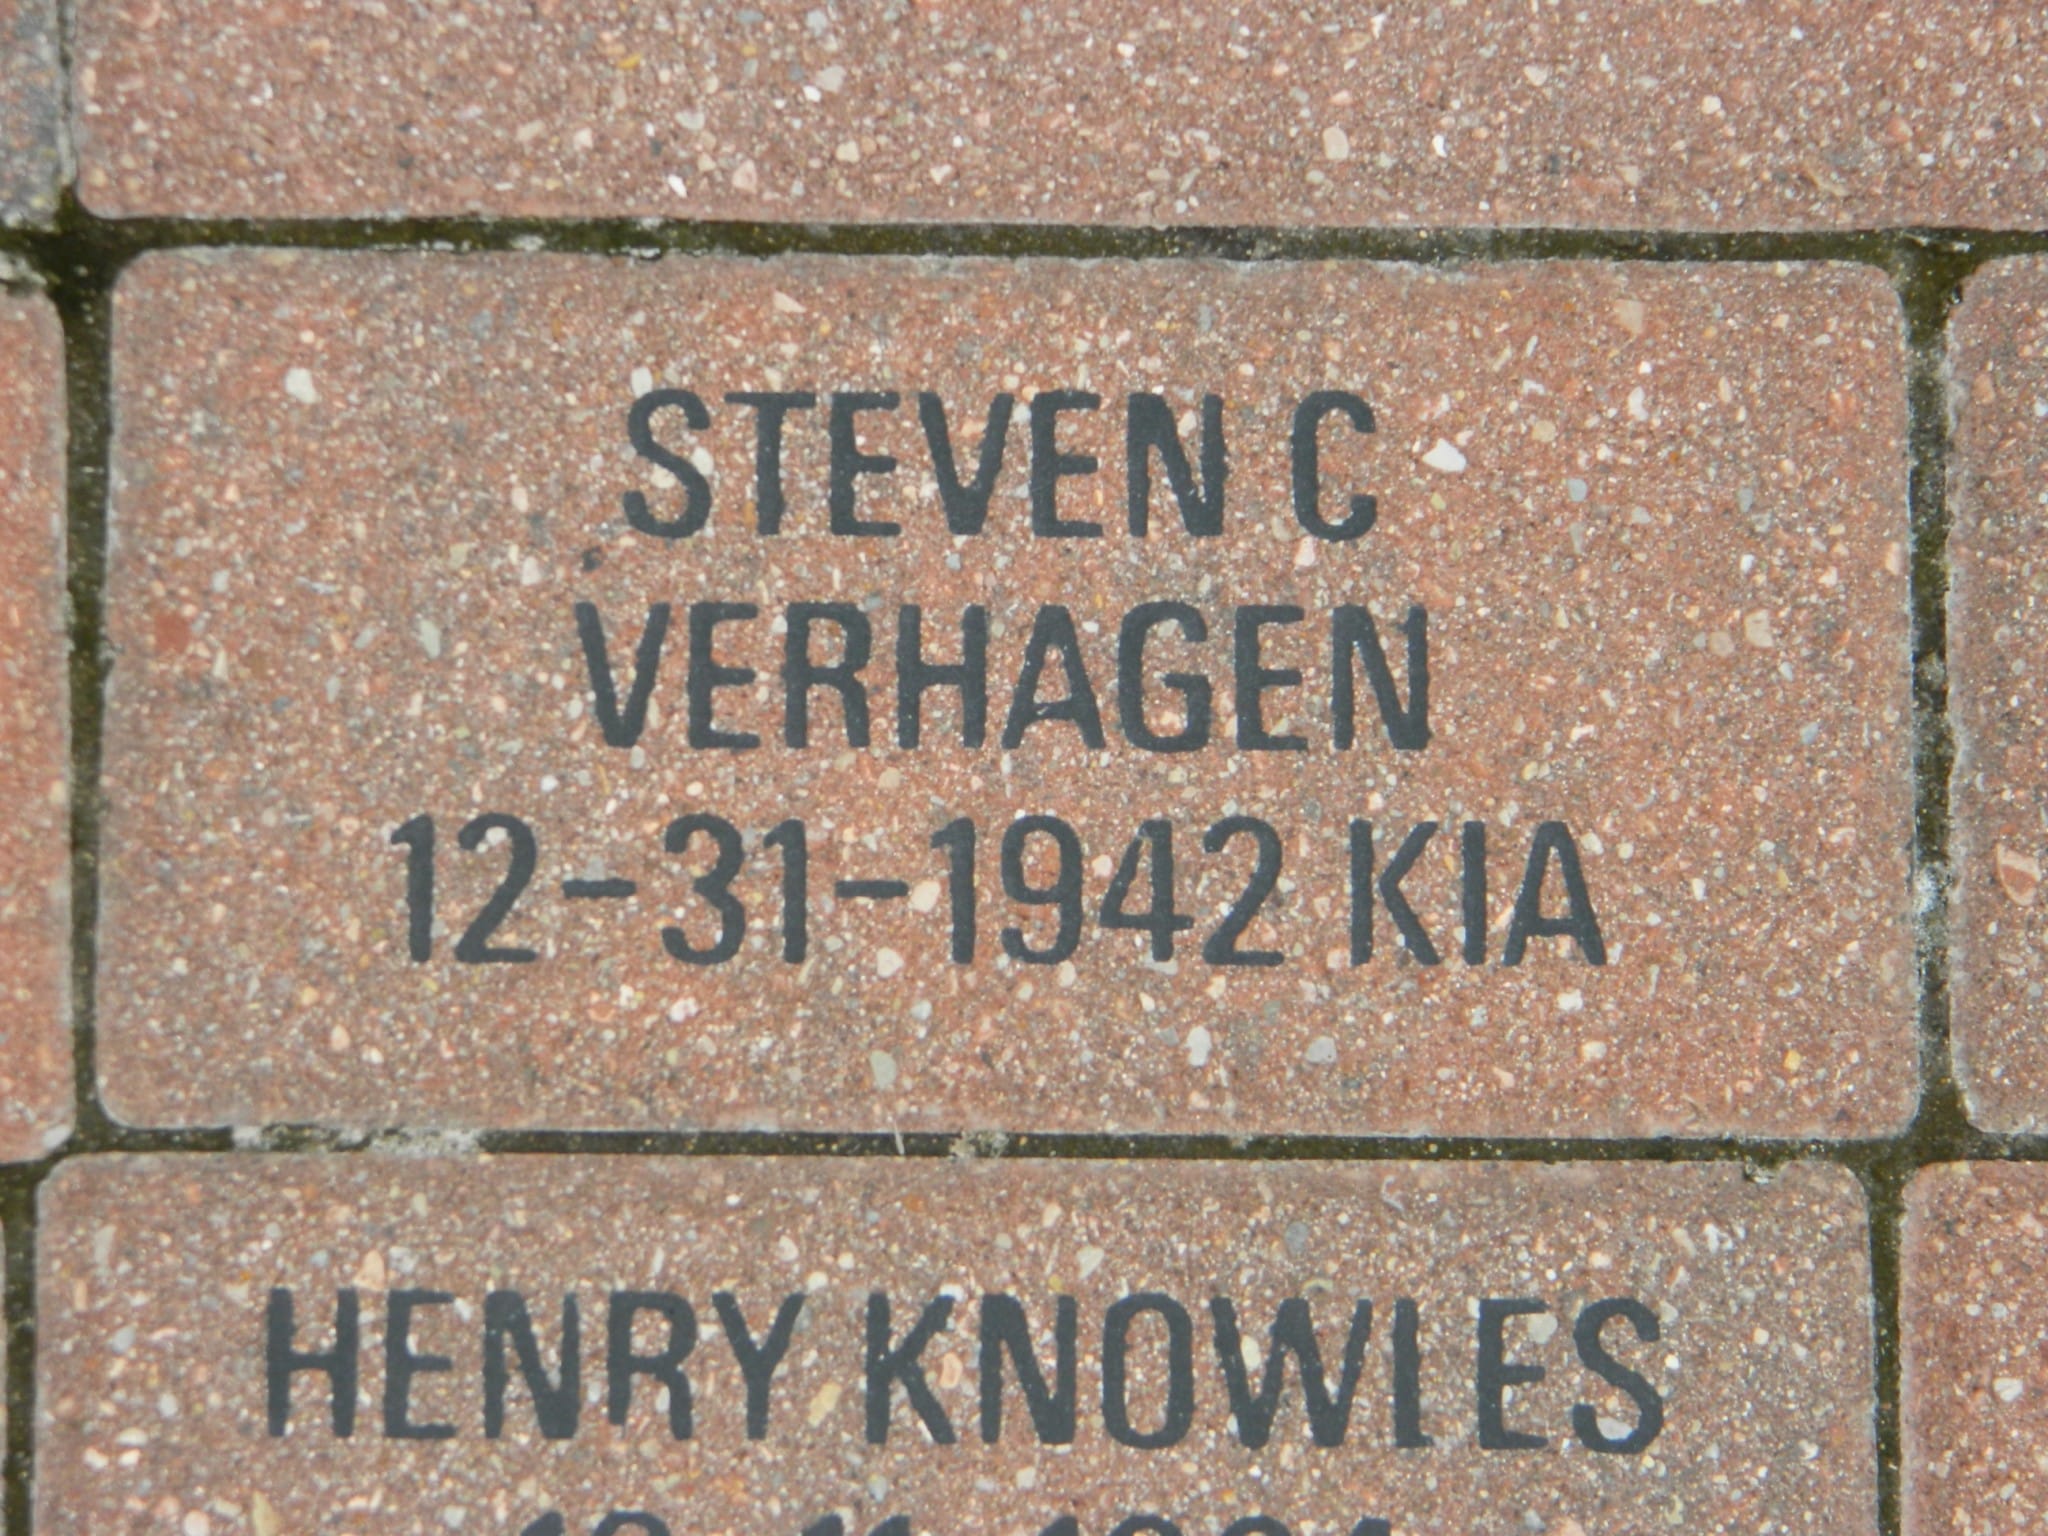 STEVEN C
VERHAGEN
12-31-1942 KIA
HENRY KNOWLES